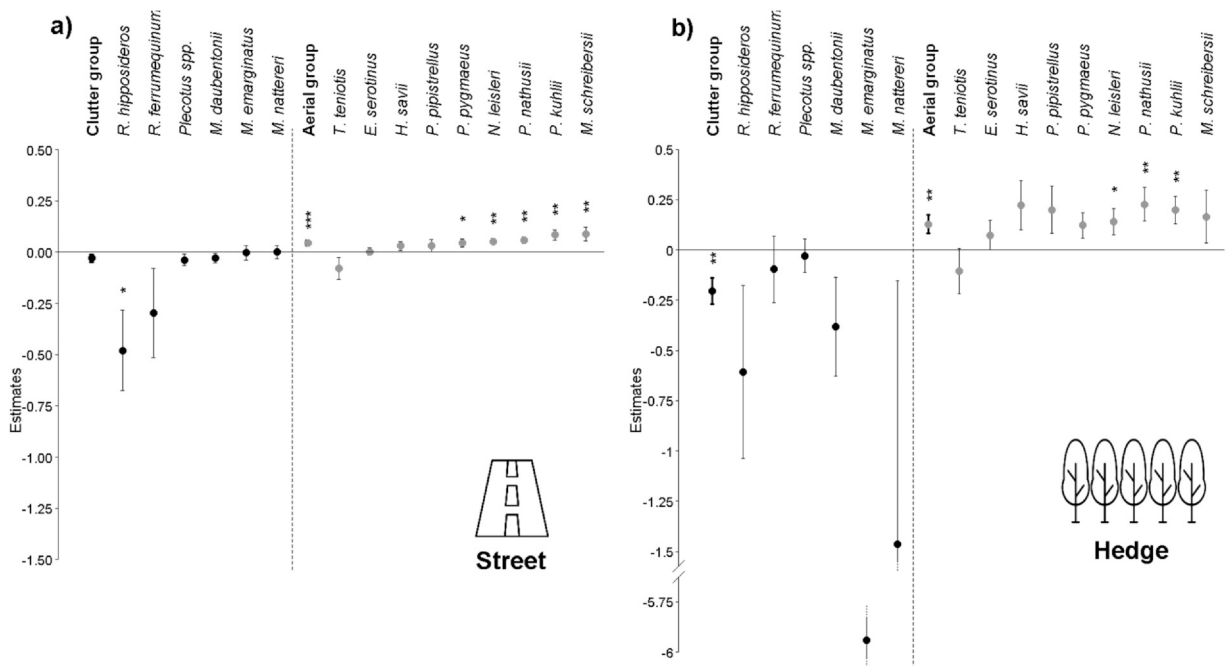 a)
Clutter group
R. hipposideros
R. ferrumequinum
Plecotus spp.
M. daubentonii
M. emarginatus
M. nattereri
Aerial group
T. teniotis
E. serotinus
H. savii
P. pipistrellus
P. pygmaeus
N. leisleri
P. nathusii
P. kuhlii
M. schreibersii
0.50
0.25
0.00
-0.25
-0.50
-0.75
-1.00
-1.25
-1.50
Estimates
*
***
*
**
**
**
**
Street
b)
Clutter group
R. hipposideros
R. ferrumequinum
Plecotus spp.
M. daubentonii
M. emarginatus
M. nattereri
Aerial group
T. teniotis
E. serotinus
H. savii
P. pipistrellus
P. pygmaeus
N. leisleri
P. nathusii
P. kuhlii
M. schreibersii
0.5
0.25
0
-0.25
-0.5
-0.75
-1
-1.25
-1.5
-5.75
-6
Estimates
**
**
*
**
**
Hedge